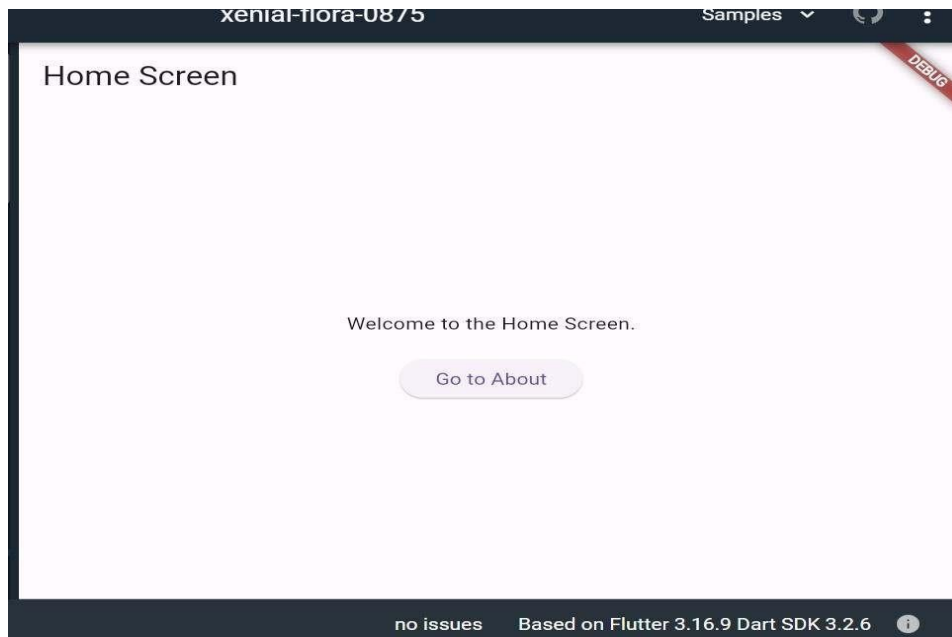 xenial-flora-0875 Samples
Home Screen
DEBUG
Welcome to the Home Screen.
Go to About
no issues Based on Flutter 3.16.9 Dart SDK 3.2.6